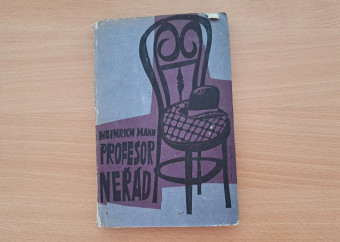 HEINRICH MANN
PROFESOR
NEŘÁD